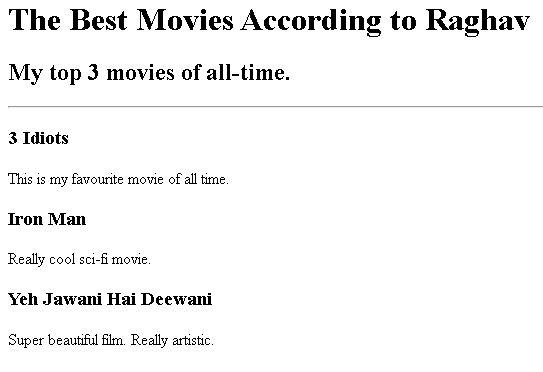 The Best Movies According to Raghav
My top 3 movies of all-time.
3 Idiots
This is my favourite movie of all time.
Iron Man
Really cool sci-fi movie.
Yeh Jawani Hai Deewani
Super beautiful film. Really artistic.